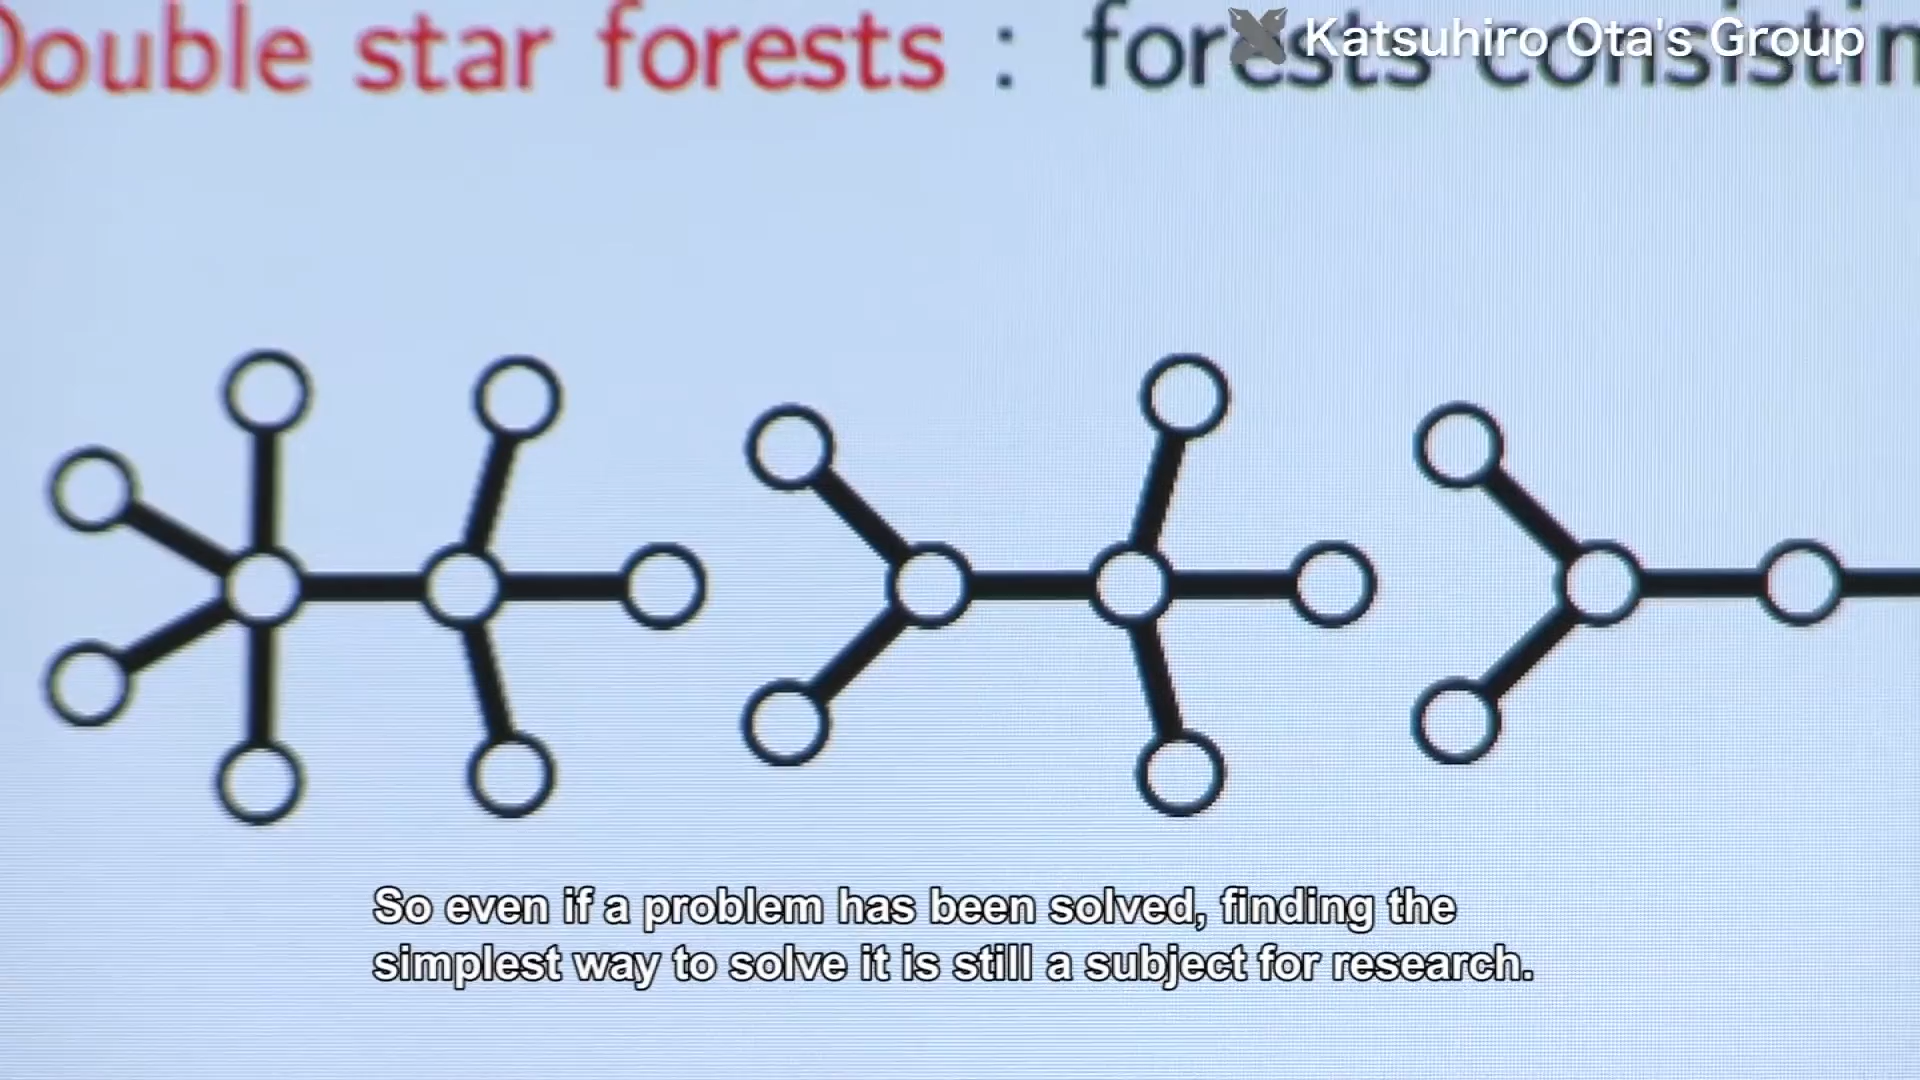 Double star forests : forests consistin
Katsuhiro Ota's Group
So even if a problem has been solved, finding the
simplest way to solve it is still a subject for research.